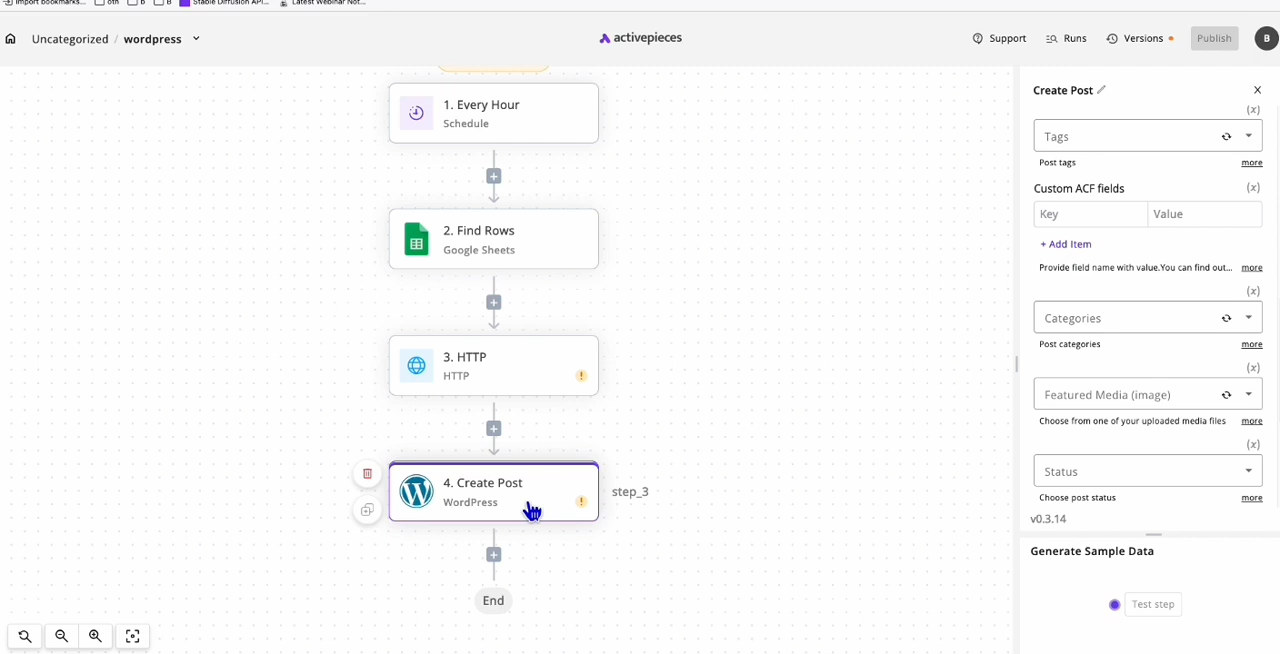 Import bookmarks...
oth
b
B
Stable Diffusion API...
Latest Webinar Not...
Uncategorized / wordpress
activepieces
Support
Runs
Versions
Publish
B
1. Every Hour
Schedule
2. Find Rows
Google Sheets
3. HTTP
HTTP
!
4. Create Post
WordPress
!
step_3
End
Create Post
(x)
Tags
Post tags
more
Custom ACF fields
(x)
Key
Value
+ Add Item
Provide field name with value.You can find out...
more
(x)
Categories
Post categories
more
(x)
Featured Media (image)
Choose from one of your uploaded media files
more
(x)
Status
Choose post status
more
v0.3.14
Generate Sample Data
Test step